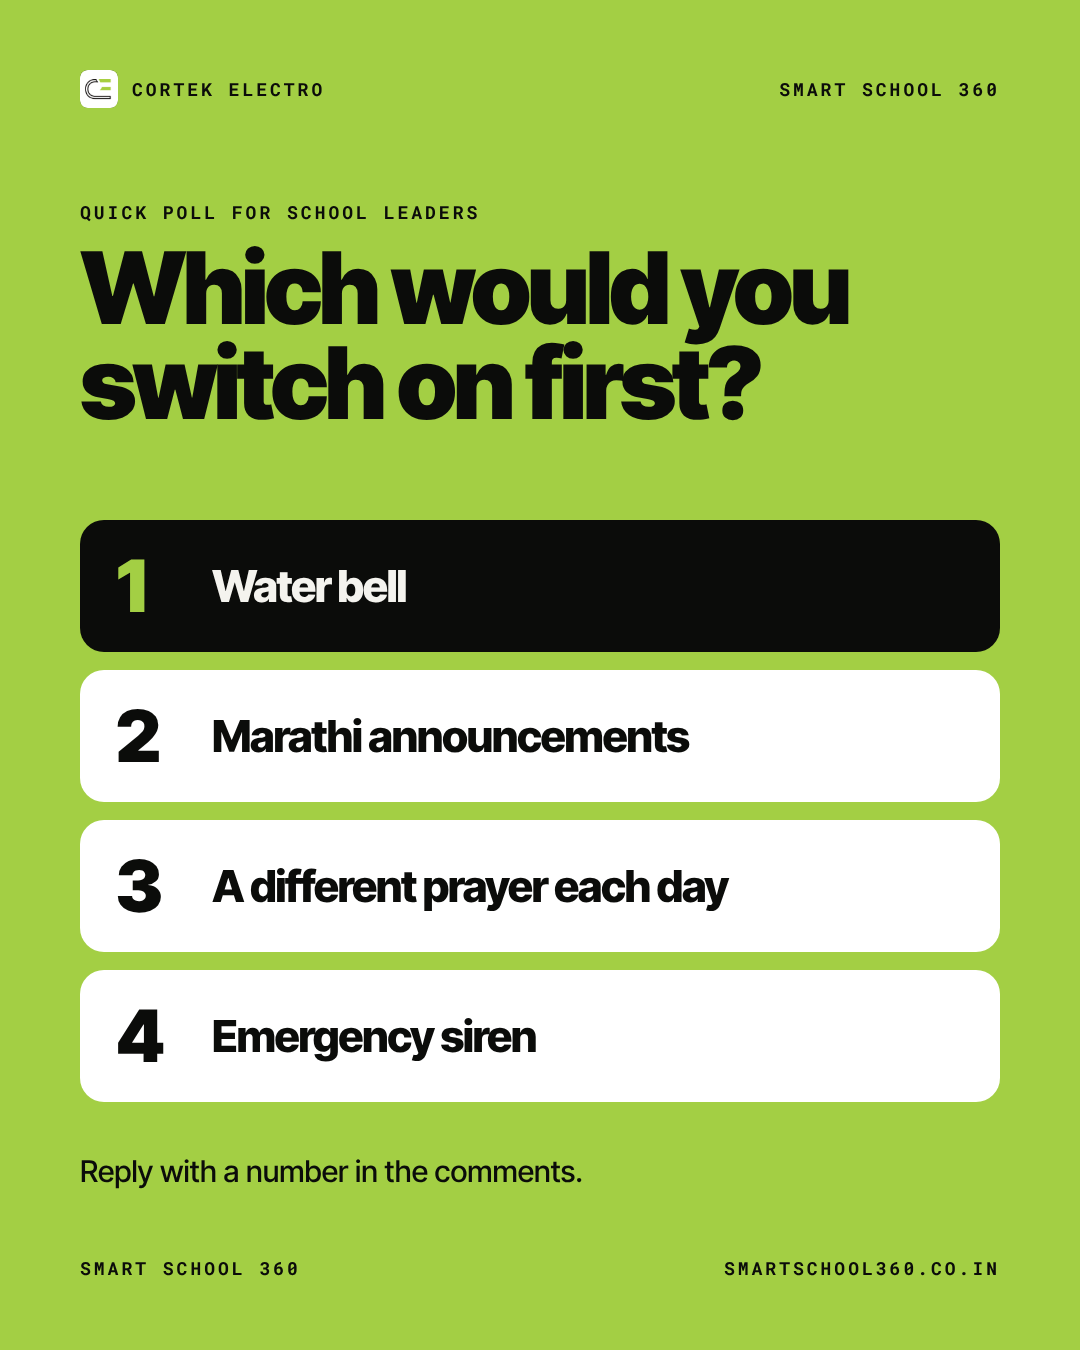 CORTEK ELECTRO
SMART SCHOOL 360
QUICK POLL FOR SCHOOL LEADERS
Which would you
switch on first?
1 Water bell
2 Marathi announcements
3 A different prayer each day
4 Emergency siren
Reply with a number in the comments.
SMART SCHOOL 360
SMARTSCHOOL360.CO.IN